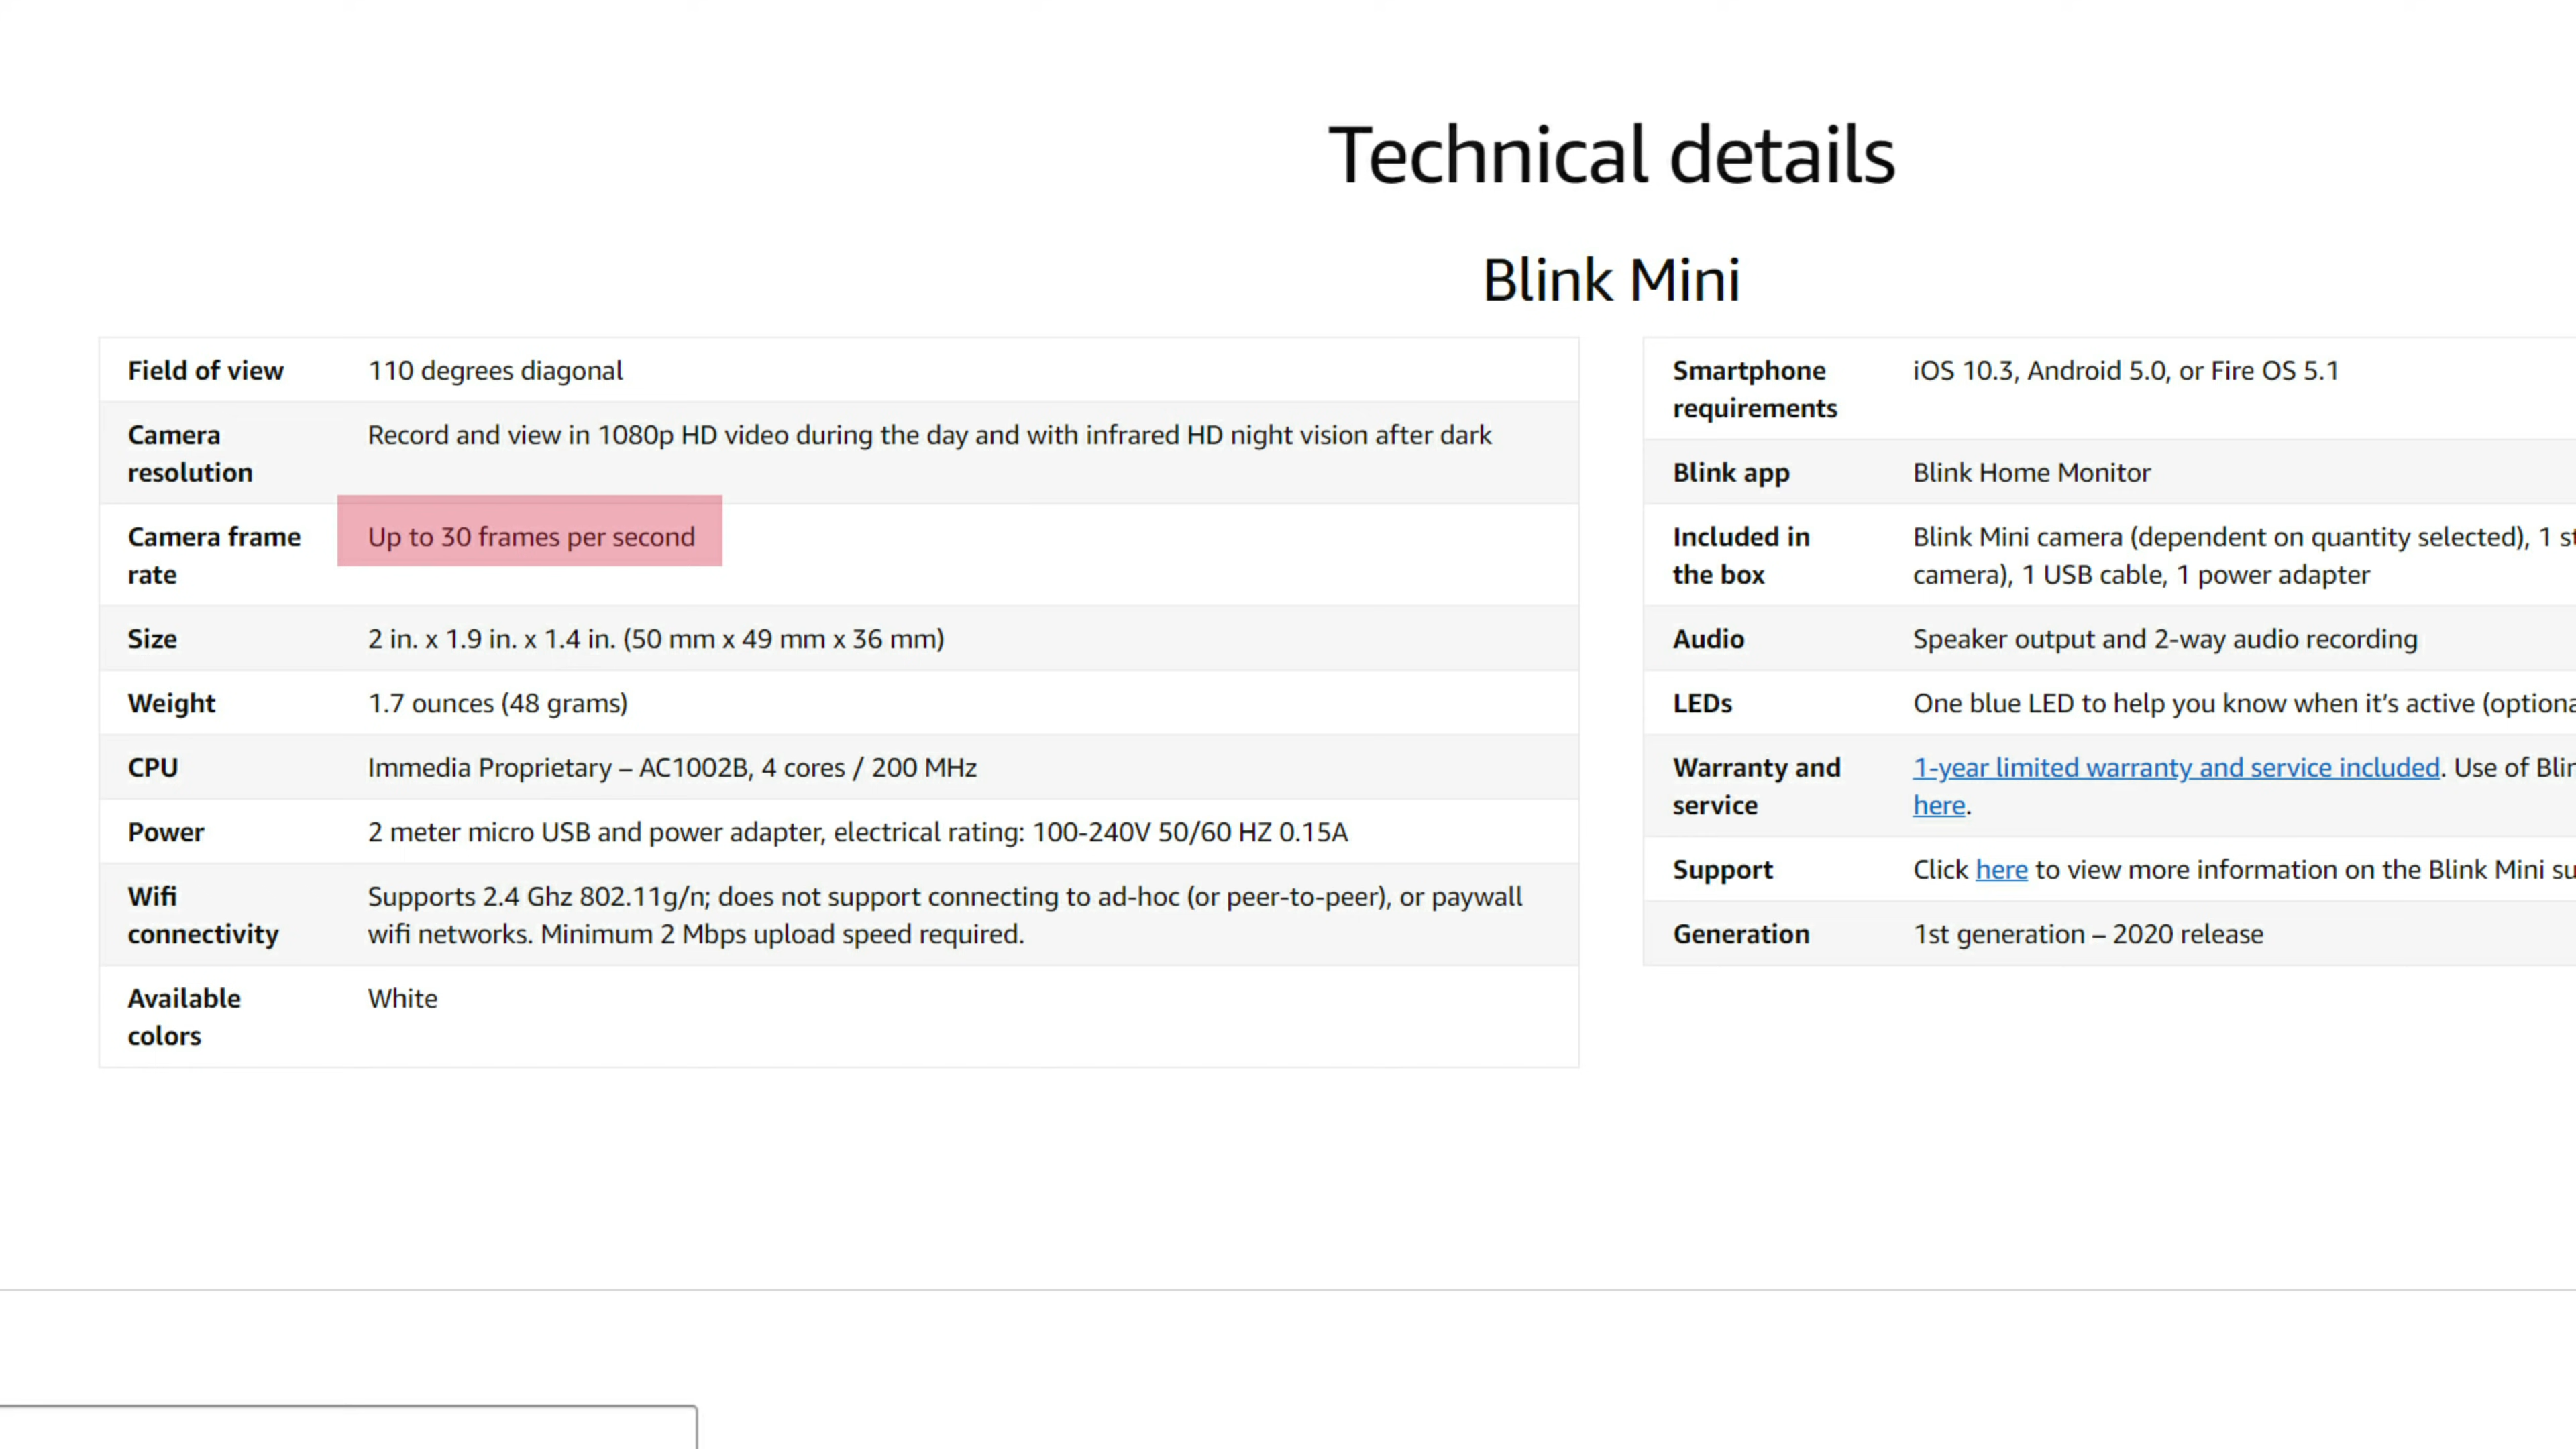 Technical details
Blink Mini
Field of view 110 degrees diagonal
Camera resolution Record and view in 1080p HD video during the day and with infrared HD night vision after dark
Camera frame rate Up to 30 frames per second
Size 2 in. x 1.9 in. x 1.4 in. (50 mm x 49 mm x 36 mm)
Weight 1.7 ounces (48 grams)
CPU Immedia Proprietary – AC1002B, 4 cores / 200 MHz
Power 2 meter micro USB and power adapter, electrical rating: 100-240V 50/60 HZ 0.15A
Wifi connectivity Supports 2.4 Ghz 802.11g/n; does not support connecting to ad-hoc (or peer-to-peer), or paywall
wifi networks. Minimum 2 Mbps upload speed required.
Available colors White
Smartphone requirements iOS 10.3, Android 5.0, or Fire OS 5.1
Blink app Blink Home Monitor
Included in the box Blink Mini camera (dependent on quantity selected), 1
camera), 1 USB cable, 1 power adapter
Audio Speaker output and 2-way audio recording
LEDs One blue LED to help you know when it’s active
Warranty and service 1-year limited warranty and service included. Use of
here.
Support Click here to view more information on the Blink Mini
Generation 1st generation – 2020 release